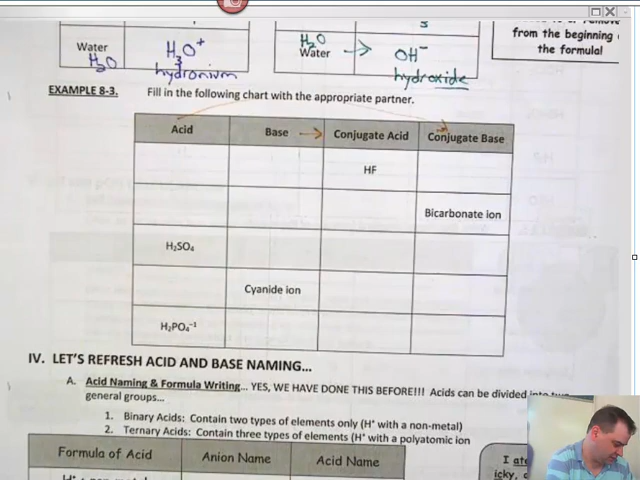 3
Water
H₂O
H₃O⁺
hydronium
H₂O
Water → OH⁻
hydroxide
from the beginning
the formula!
EXAMPLE 8-3. Fill in the following chart with the appropriate partner.
Acid Base → Conjugate Acid Conjugate Base
HF
Bicarbonate ion
H₂SO₄
Cyanide ion
H₂PO₄⁻¹
IV. LET'S REFRESH ACID AND BASE NAMING...
A. Acid Naming & Formula Writing... YES, WE HAVE DONE THIS BEFORE!!! Acids can be divided into two
general groups...
1. Binary Acids: Contain two types of elements only (H⁺ with a non-metal)
2. Ternary Acids: Contain three types of elements (H⁺ with a polyatomic ion
Formula of Acid Anion Name Acid Name
I ate
icky,